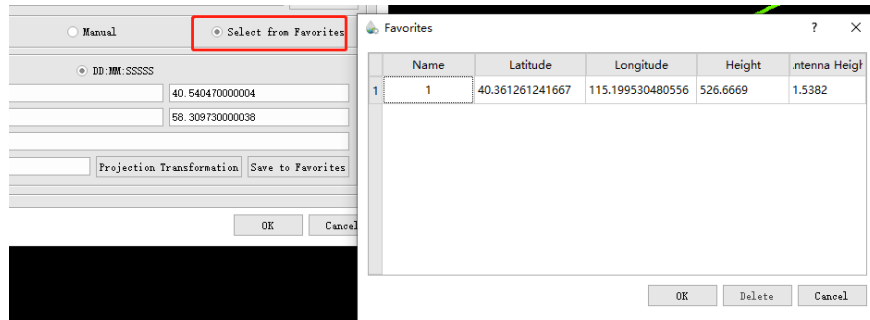 Manual Select from Favorites
DD:MM:SSSSS
40.540470000004
58.309730000038
Projection Transformation Save to Favorites
OK Cancel
Favorites ? ×
Name Latitude Longitude Height ntenna Heigh
1 1 40.361261241667 115.199530480556 526.6669 1.5382
OK Delete Cancel